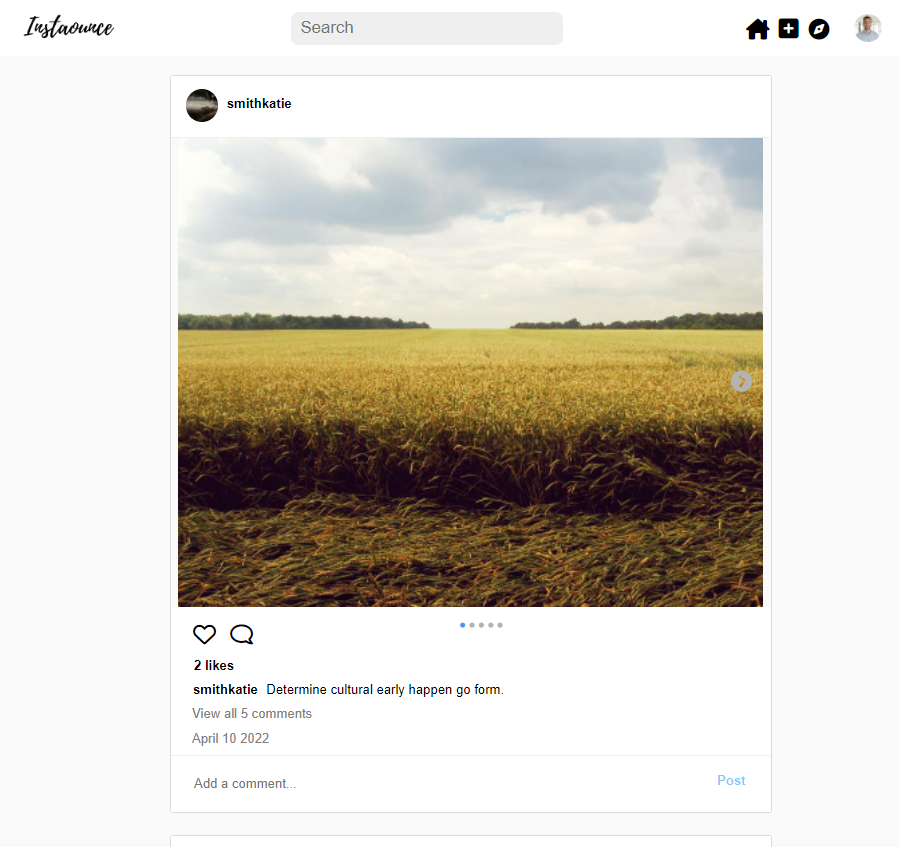 Instaounce
Search
smithkatie
2 likes
smithkatie Determine cultural early happen go form.
View all 5 comments
April 10 2022
Add a comment...
Post